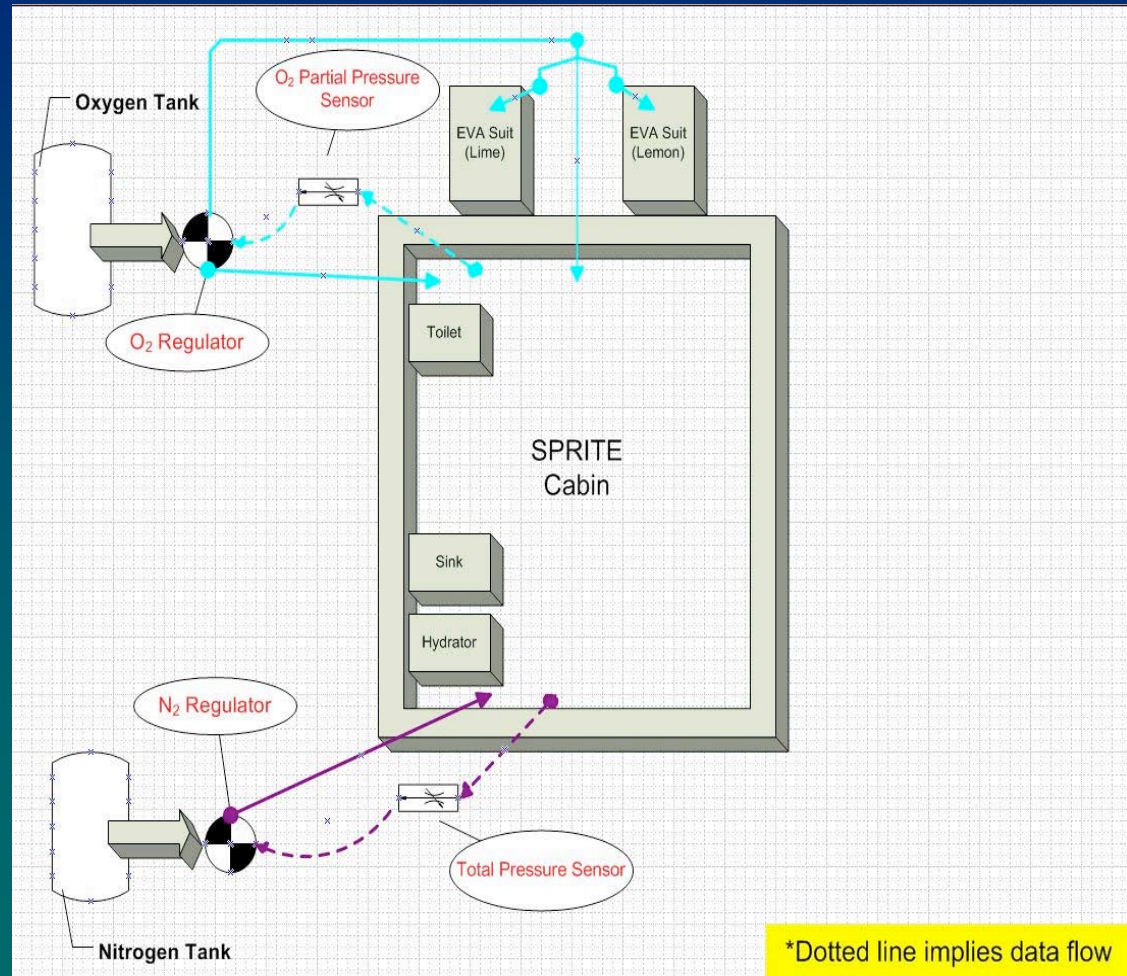 O₂ Partial Pressure
Sensor
Oxygen Tank
EVA Suit
(Lime)
EVA Suit
(Lemon)
O₂ Regulator
Toilet
SPRITE
Cabin
Sink
Hydrator
N₂ Regulator
Total Pressure Sensor
Nitrogen Tank
*Dotted line implies data flow